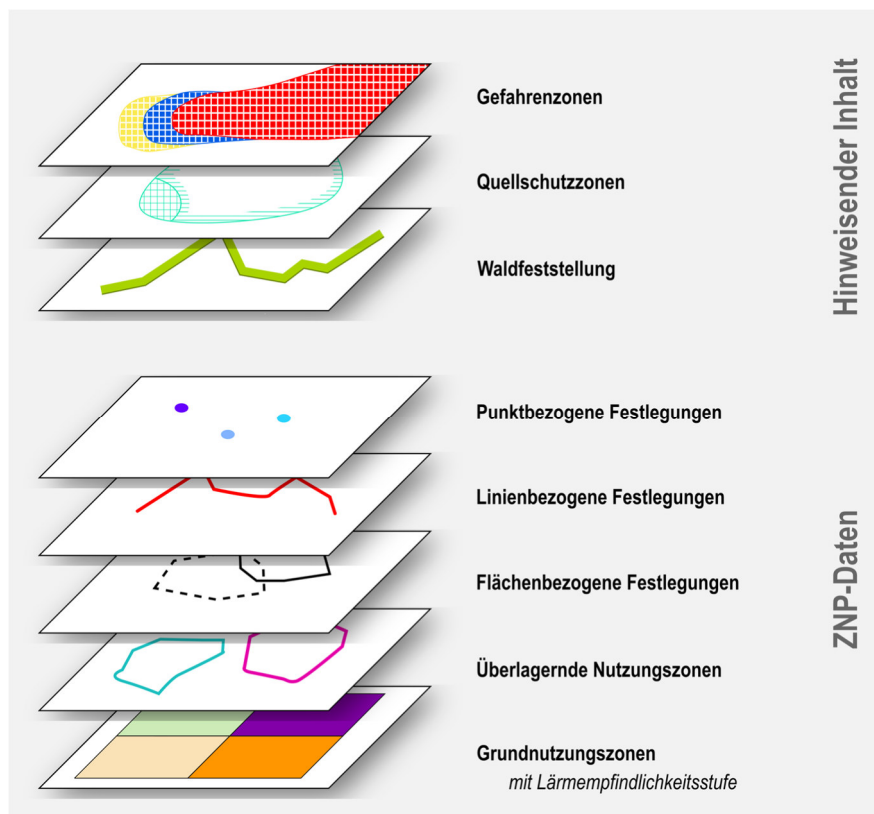 Gefahrenzonen
Quellschutzzonen
Waldfeststellung
Hinweisender Inhalt
Punktbezogene Festlegungen
Linienbezogene Festlegungen
Flächenbezogene Festlegungen
Überlagernde Nutzungszonen
Grundnutzungszonen
mit Lärmempfindlichkeitsstufe
ZNP-Daten